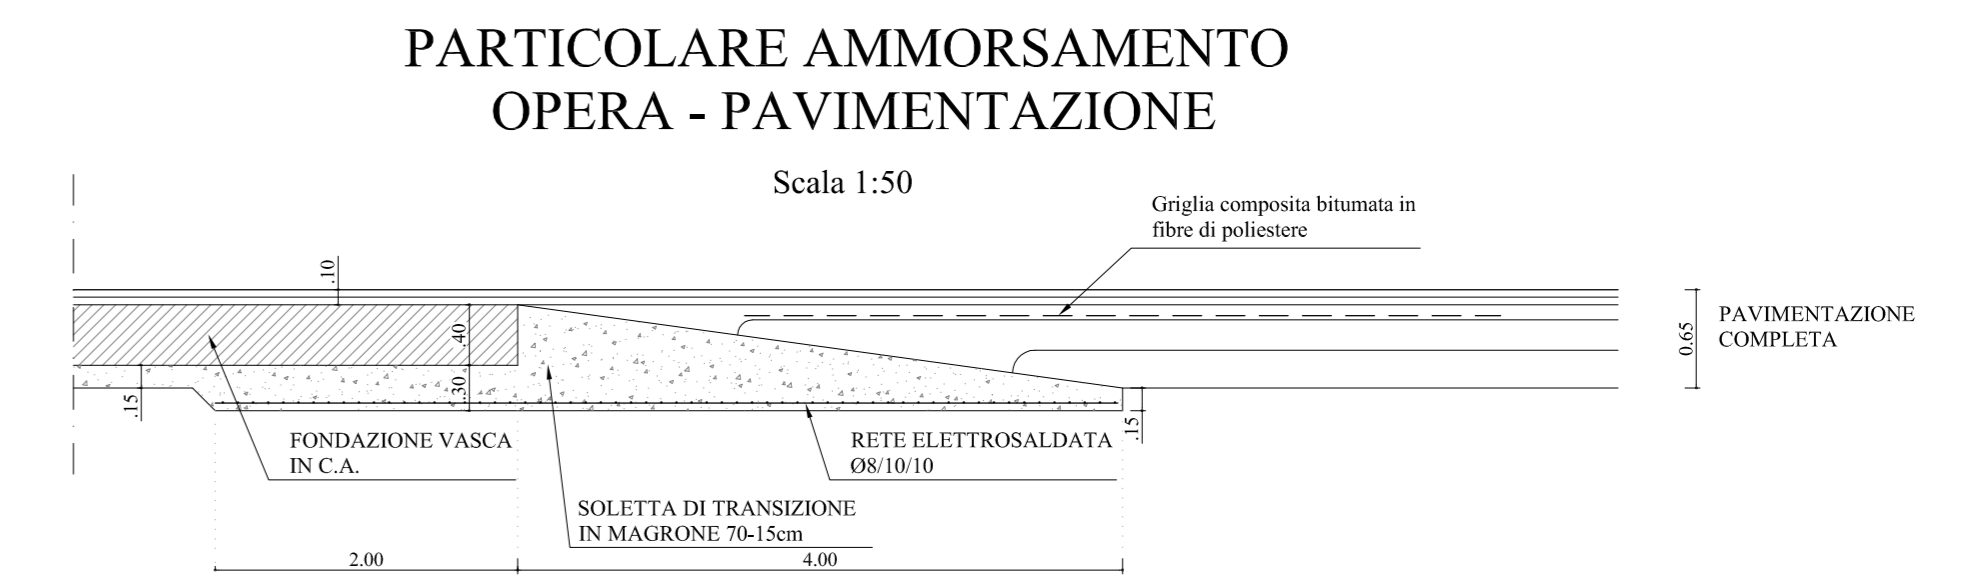 PARTICOLARE AMMORSAMENTO
OPERA - PAVIMENTAZIONE
Scala 1:50
Griglia composita bitumata in
fibre di poliestere
.10
.40
.30
.15
.15
0.65
PAVIMENTAZIONE
COMPLETA
FONDAZIONE VASCA
IN C.A.
RETE ELETTROSALDATA
Ø8/10/10
SOLETTA DI TRANSIZIONE
IN MAGRONE 70-15cm
2.00
4.00